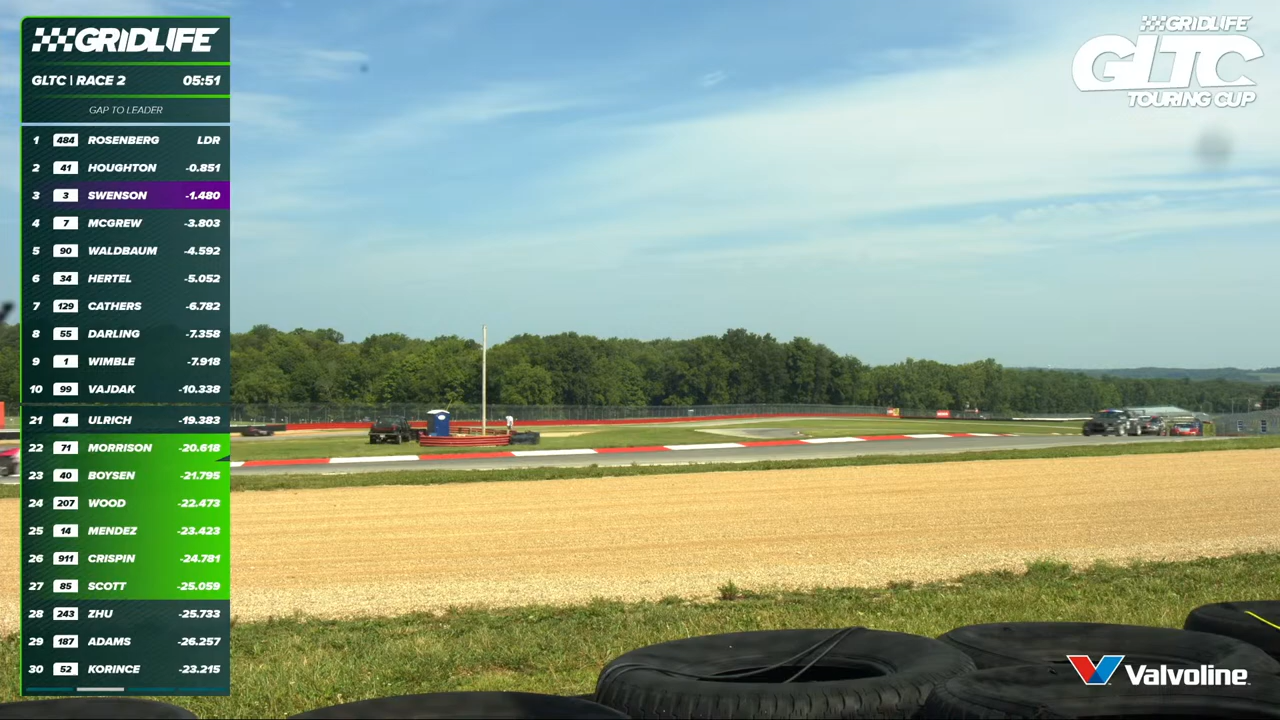 GRIDLIFE
GLTC | RACE 2 05:51
GAP TO LEADER
1 484 ROSENBERG LDR
2 41 HOUGHTON -0.851
3 3 SWENSON -1.480
4 7 MCGREW -3.803
5 90 WALDBAUM -4.592
6 34 HERTEL -5.052
7 129 CATHERS -6.782
8 55 DARLING -7.358
9 1 WIMBLE -7.918
10 99 VAJDAK -10.338
21 4 ULRICH -19.383
22 71 MORRISON -20.618
23 40 BOYSEN -21.795
24 207 WOOD -22.473
25 14 MENDEZ -23.423
26 911 CRISPIN -24.781
27 85 SCOTT -25.059
28 243 ZHU -25.733
29 187 ADAMS -26.257
30 52 KORINCE -23.215
GRIDLIFE
GLTC
TOURING CUP
Valvoline